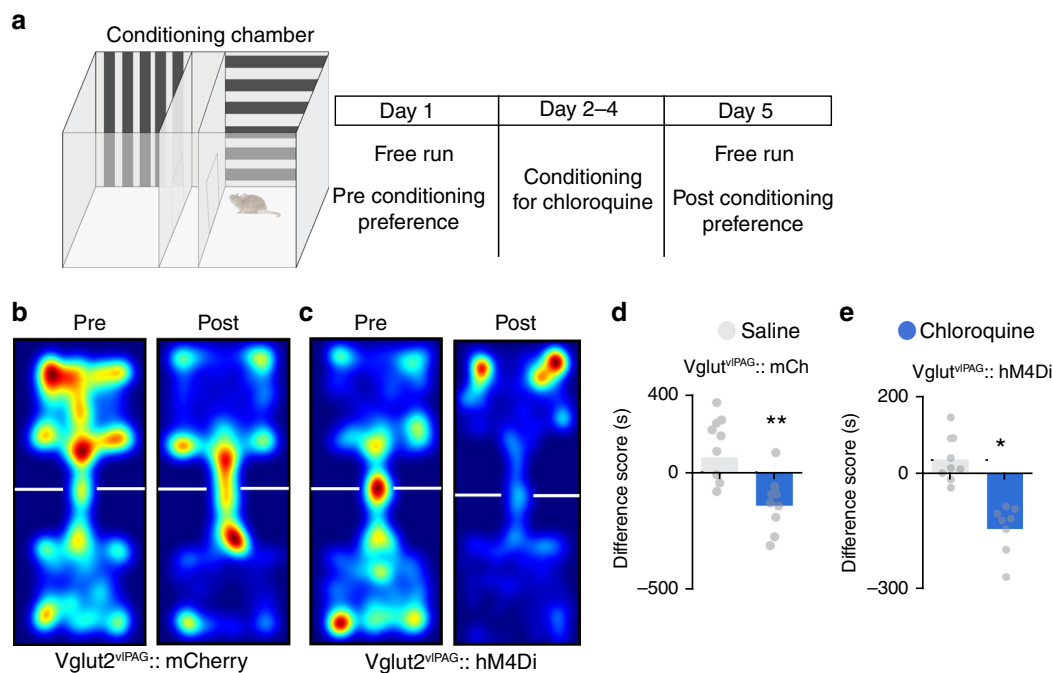 a
Conditioning chamber
Day 1
Day 2–4
Day 5
Free run
Pre conditioning
preference
Conditioning
for chloroquine
Free run
Post conditioning
preference
b
Pre
Post
Vglut2vlPAG:: mCherry
c
Pre
Post
Vglut2vlPAG:: hM4Di
d
Saline
VglutvlPAG:: mCh
Difference score (s)
400
0
–500
**
e
Chloroquine
VglutvlPAG:: hM4Di
Difference score (s)
200
0
–300
*